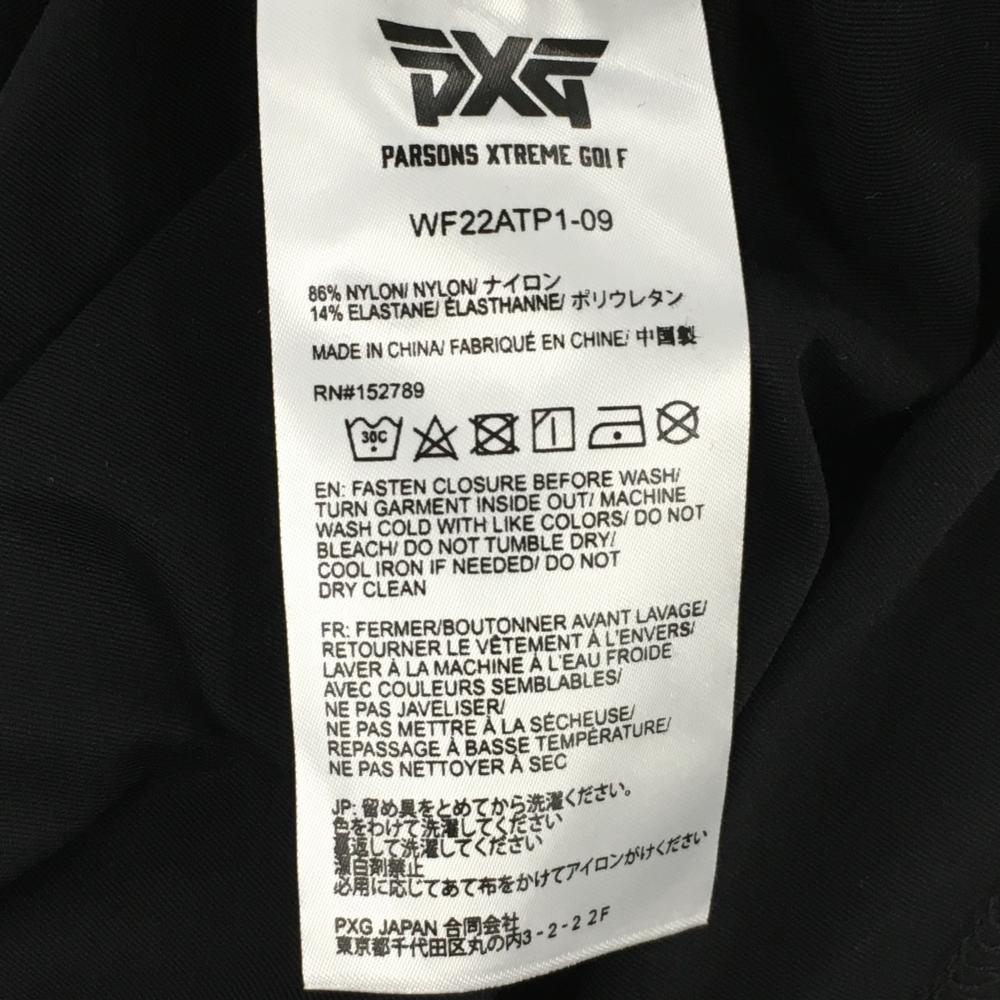 PXG
PARSONS XTREME GOLF
WF22ATP1-09
86% NYLON/ NYLON/ ナイロン
14% ELASTANE/ ÉLASTHANNE/ ポリウレタン
MADE IN CHINA/ FABRIQUÉ EN CHINE/ 中国製
RN#152789
30C
EN: FASTEN CLOSURE BEFORE WASH/
TURN GARMENT INSIDE OUT/ MACHINE
WASH COLD WITH LIKE COLORS/ DO NOT
BLEACH/ DO NOT TUMBLE DRY/
COOL IRON IF NEEDED/ DO NOT
DRY CLEAN
FR: FERMER/BOUTONNER AVANT LAVAGE/
RETOURNER LE VÊTEMENT À L'ENVERS/
LAVER À LA MACHINE À L'EAU FROIDE
AVEC COULEURS SEMBLABLES/
NE PAS JAVELISER/
NE PAS METTRE À LA SÉCHEUSE/
REPASSAGE À BASSE TEMPÉRATURE/
NE PAS NETTOYER À SEC
JP: 留め具をとめてから洗濯ください。
色をわけて洗濯してください
裏返して洗濯してください
漂白剤禁止
必用に応じてあて布をかけてアイロンがけください
PXG JAPAN 合同会社
東京都千代田区丸の内3-2-2 2F